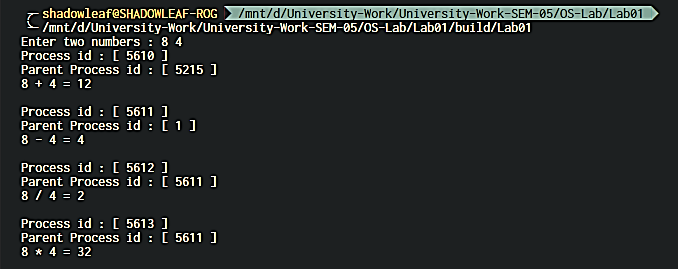 shadowleaf@SHADOWLEAF-ROG /mnt/d/University-Work/University-Work-SEM-05/OS-Lab/Lab01
/mnt/d/University-Work/University-Work-SEM-05/OS-Lab/Lab01/build/Lab01
Enter two numbers : 8 4
Process id : [ 5610 ]
Parent Process id : [ 5215 ]
8 + 4 = 12
Process id : [ 5611 ]
Parent Process id : [ 1 ]
8 - 4 = 4
Process id : [ 5612 ]
Parent Process id : [ 5611 ]
8 / 4 = 2
Process id : [ 5613 ]
Parent Process id : [ 5611 ]
8 * 4 = 32